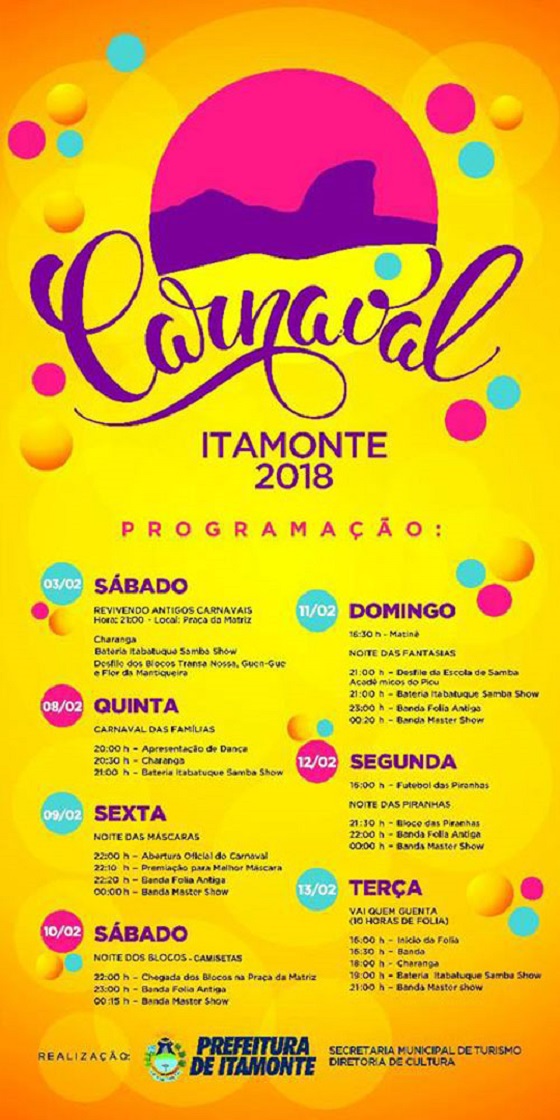 Carnaval
ITAMONTE
2018
PROGRAMAÇÃO:
03/02 SÁBADO
REVIVENDO ANTIGOS CARNAVAIS
Hora: 21:00 - Local: Praça da Matriz
Charanga
Bateria Itabatuque Samba Show
Desfile dos Blocos Transa Nossa, Guen-Gue
e Flor da Mantiqueira
08/02 QUINTA
CARNAVAL DAS FAMÍLIAS
20:00 h - Apresentação de Dança
20:30 h - Charanga
21:00 h - Bateria Itabatuque Samba Show
09/02 SEXTA
NOITE DAS MÁSCARAS
22:00 h - Abertura Oficial do Carnaval
22:10 h - Premiação para Melhor Máscara
22:20 h - Banda Folia Antiga
00:00 h - Banda Master Show
10/02 SÁBADO
NOITE DOS BLOCOS - CAMISETAS
22:00 h - Chegada dos Blocos na Praça da Matriz
23:00 h - Banda Folia Antiga
00:15 h - Banda Master Show
11/02 DOMINGO
16:30 h - Matinê
NOITE DAS FANTASIAS
21:00 h - Desfile da Escola de Samba
Acadêmicos do Picu
21:00 h - Bateria Itabatuque Samba Show
23:00 h - Banda Folia Antiga
00:20 h - Banda Master Show
12/02 SEGUNDA
16:00 h - Futebol das Piranhas
NOITE DAS PIRANHAS
21:30 h - Bloco das Piranhas
22:00 h - Banda Folia Antiga
00:00 h - Banda Master Show
13/02 TERÇA
VAI QUEM GUENTA
(10 HORAS DE FOLIA)
16:00 h - Início da Folia
16:30 h - Banda
18:00 h - Charanga
19:00 h - Bateria Itabatuque Samba Show
21:00 h - Banda Master show
REALIZAÇÃO:
PREFEITURA
DE ITAMONTE
SECRETARIA MUNICIPAL DE TURISMO
DIRETORIA DE CULTURA